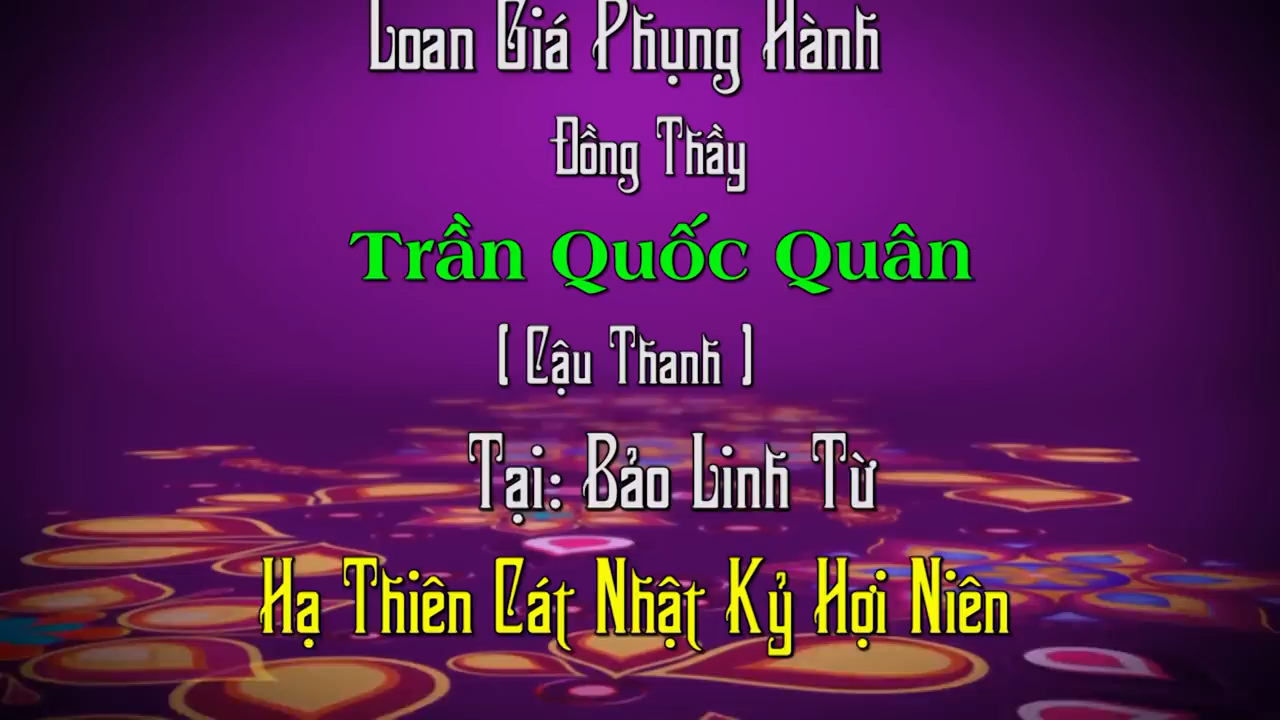 Loan Giá Phụng Hành
Đồng Thầy
Trần Quốc Quân
[ Cậu Thanh ]
Tại: Bảo Linh Từ
Hạ Thiên Cát Nhật Kỷ Hợi Niên